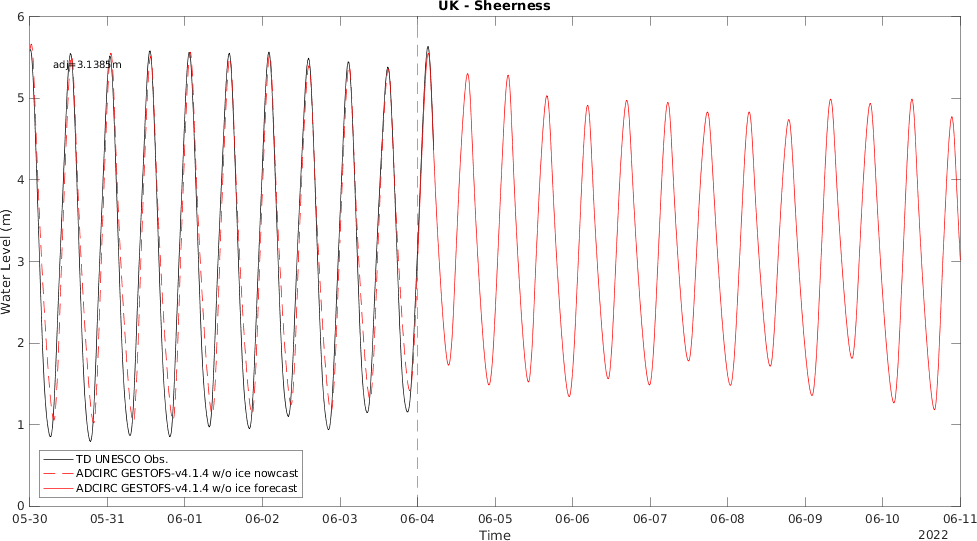 UK - Sheerness
6
adj=3.1385m
5
4
3
2
1
0
Water Level (m)
TD UNESCO Obs.
ADCIRC GESTOFS-v4.1.4 w/o ice nowcast
ADCIRC GESTOFS-v4.1.4 w/o ice forecast
05-30 05-31 06-01 06-02 06-03 06-04 06-05 06-06 06-07 06-08 06-09 06-10 06-11
Time
2022